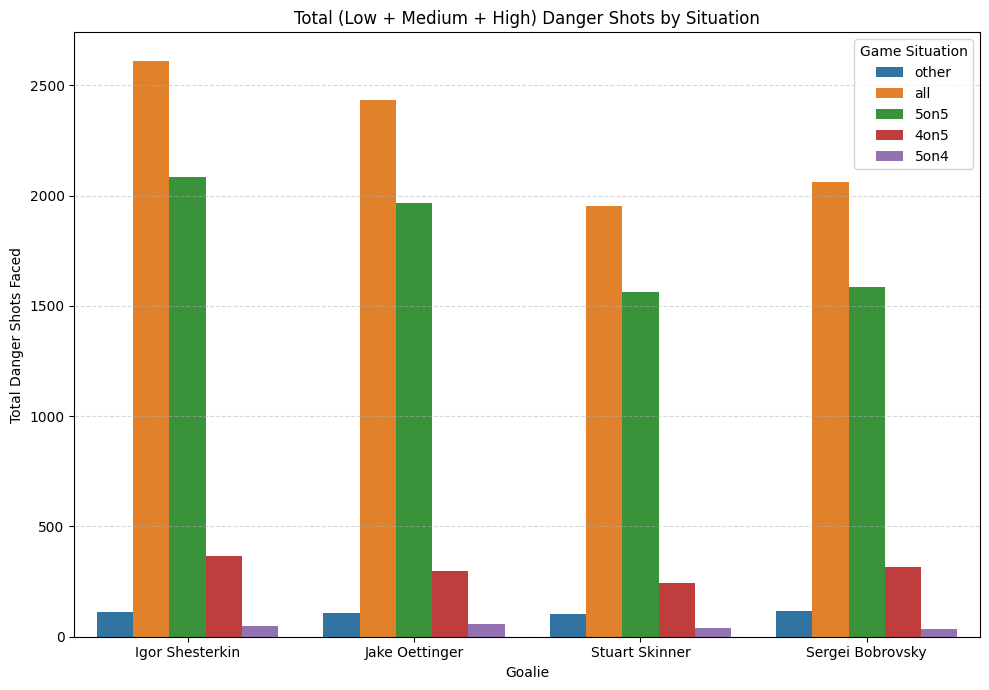 Total (Low + Medium + High) Danger Shots by Situation
Game Situation
other
all
5on5
4on5
5on4
Total Danger Shots Faced
2500
2000
1500
1000
500
0
Igor Shesterkin
Jake Oettinger
Stuart Skinner
Sergei Bobrovsky
Goalie